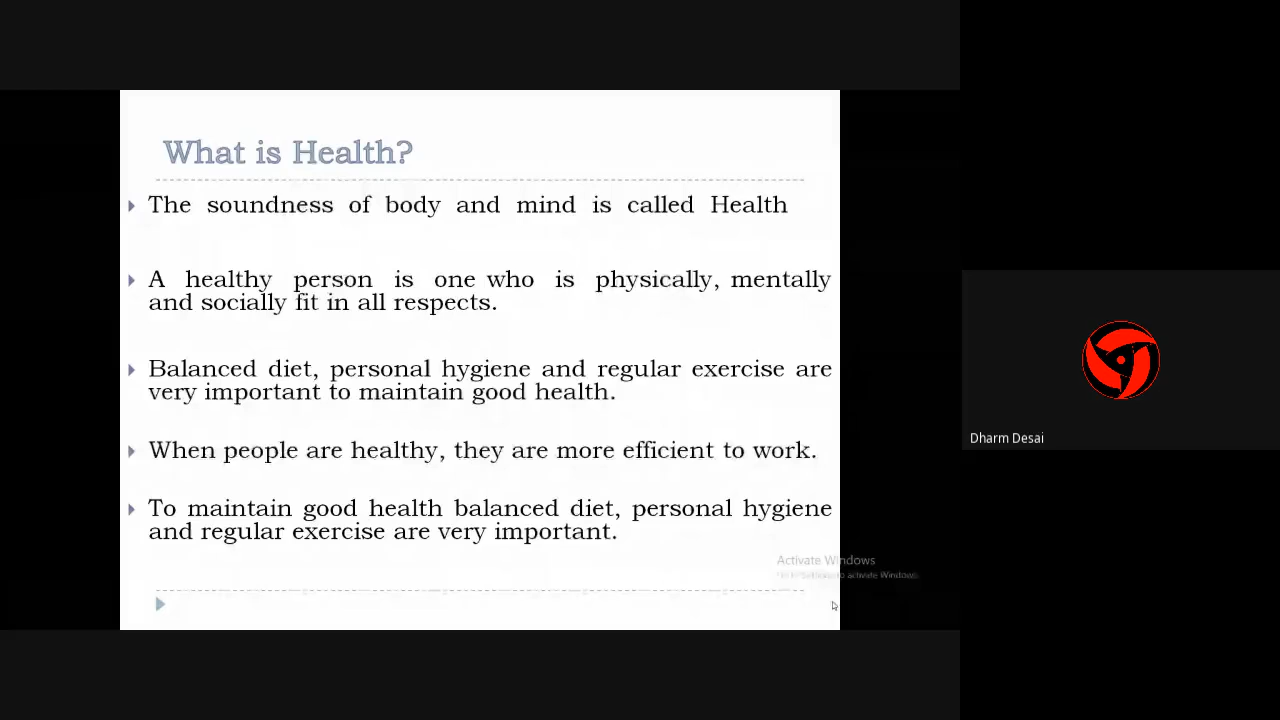 What is Health?
The soundness of body and mind is called Health
A healthy person is one who is physically, mentally
and socially fit in all respects.
Balanced diet, personal hygiene and regular exercise are
very important to maintain good health.
When people are healthy, they are more efficient to work.
To maintain good health balanced diet, personal hygiene
and regular exercise are very important.
Activate Windows
to activate Windows.
Dharm Desai